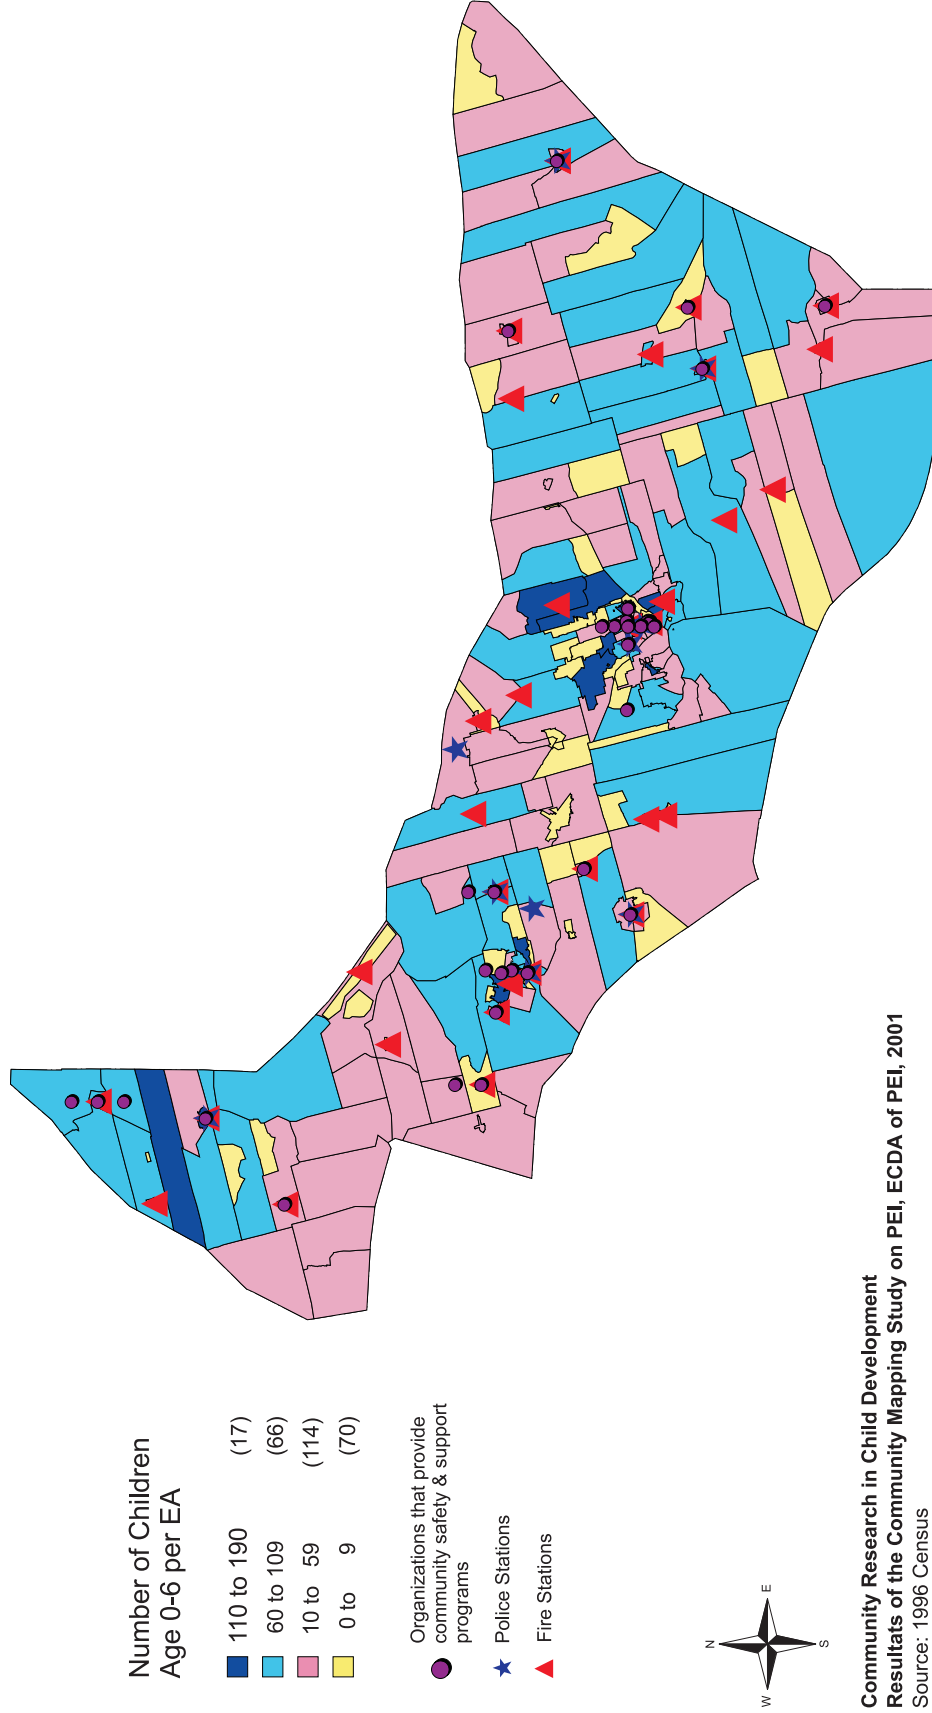 Number of Children
Age 0-6 per EA
110 to 190 (17)
60 to 109 (66)
10 to 59 (114)
0 to 9 (70)
Organizations that provide
community safety & support
programs
Police Stations
Fire Stations
N
W E
S
Community Research in Child Development
Resultats of the Community Mapping Study on PEI, ECDA of PEI, 2001
Source: 1996 Census